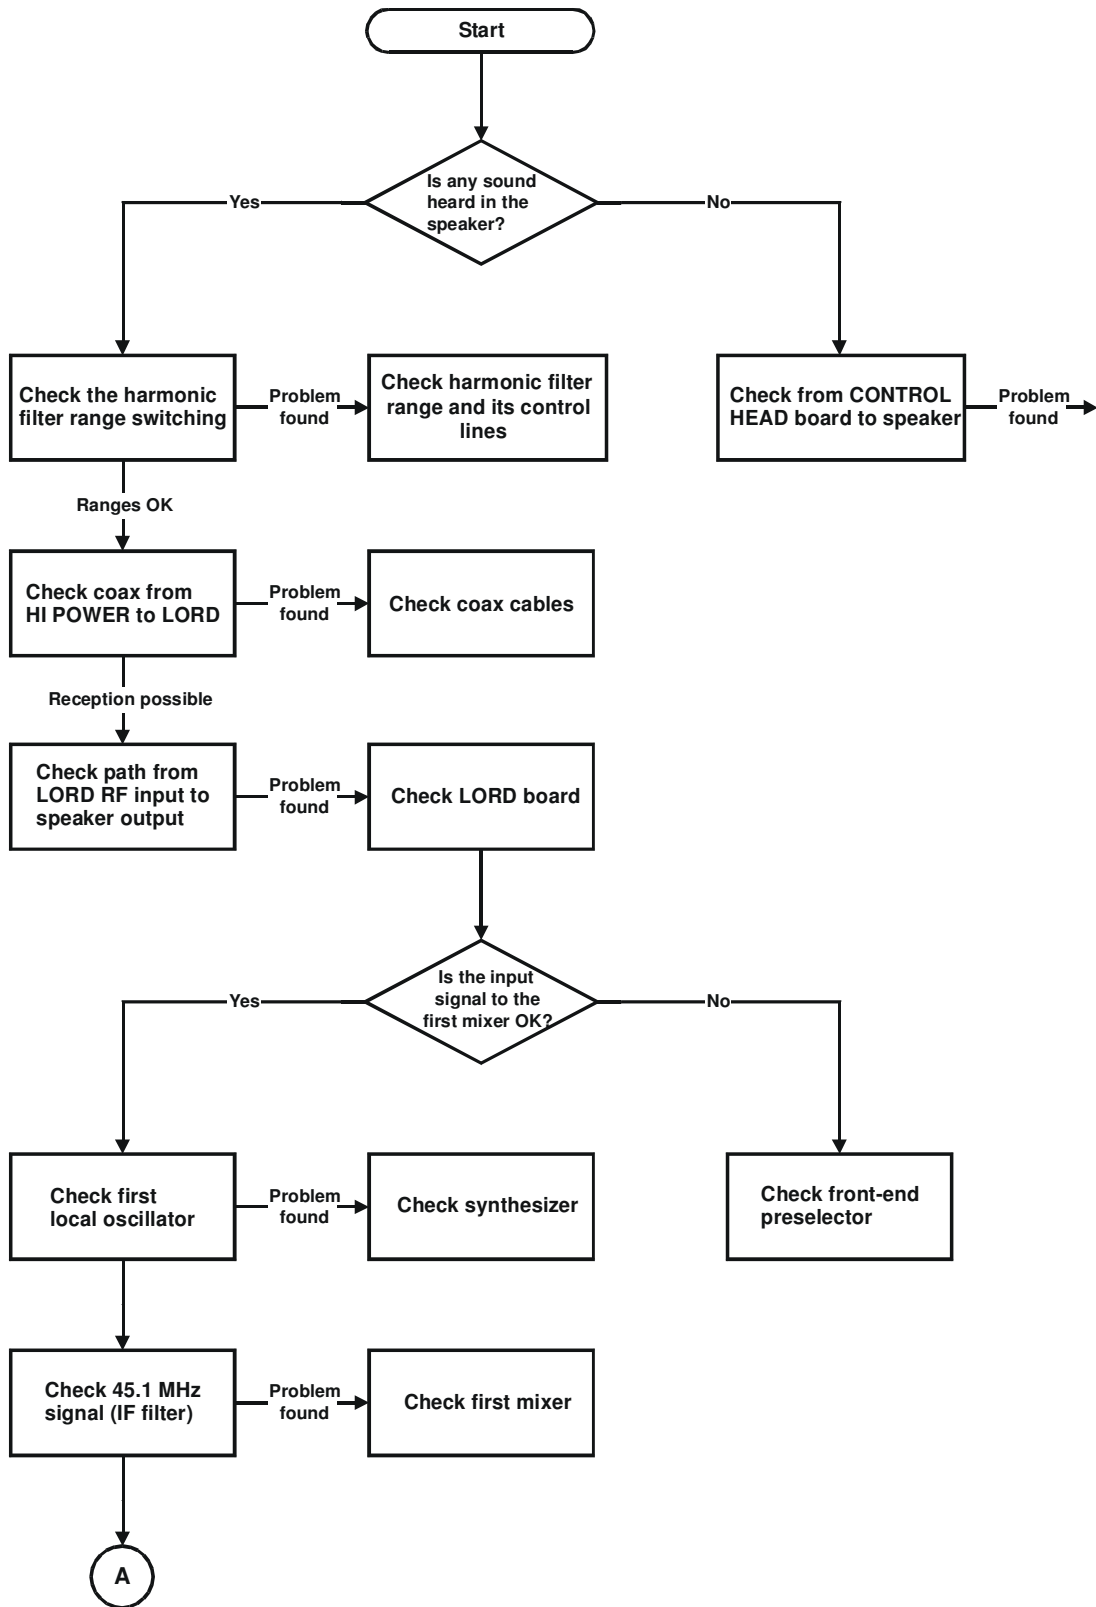 Start
Is any sound
heard in the
speaker?
Yes
No
Check the harmonic
filter range switching
Problem
found
Check harmonic filter
range and its control
lines
Check from CONTROL
HEAD board to speaker
Problem
found
Ranges OK
Check coax from
HI POWER to LORD
Problem
found
Check coax cables
Reception possible
Check path from
LORD RF input to
speaker output
Problem
found
Check LORD board
Is the input
signal to the
first mixer OK?
Yes
No
Check first
local oscillator
Problem
found
Check synthesizer
Check front-end
preselector
Check 45.1 MHz
signal (IF filter)
Problem
found
Check first mixer
A